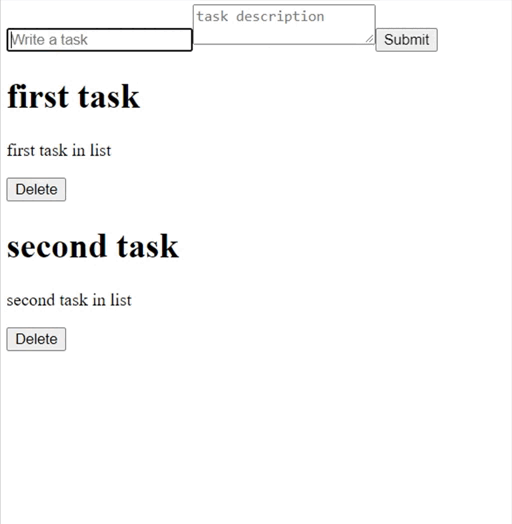 task description
Write a task
Submit
first task
first task in list
Delete
second task
second task in list
Delete